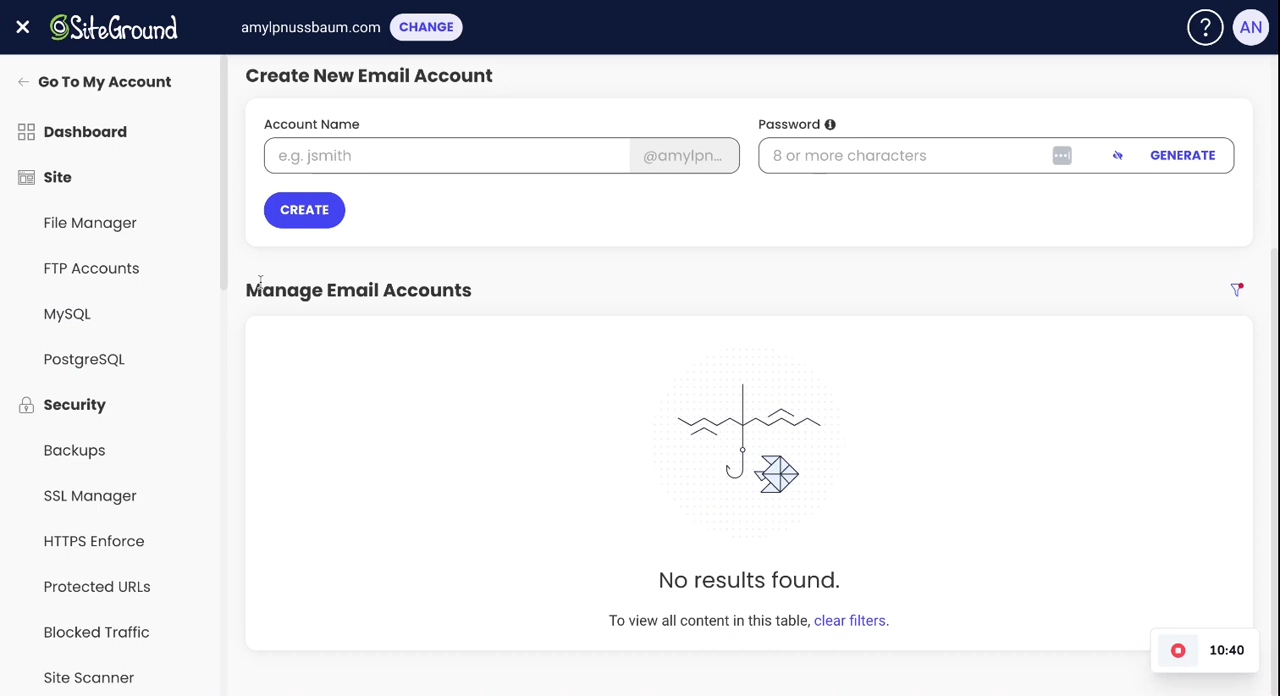 SiteGround
amylpnussbaum.com CHANGE
? AN
Go To My Account
Dashboard
Site
File Manager
FTP Accounts
MySQL
PostgreSQL
Security
Backups
SSL Manager
HTTPS Enforce
Protected URLs
Blocked Traffic
Site Scanner
Create New Email Account
Account Name
e.g. jsmith @amylpn...
Password
8 or more characters GENERATE
CREATE
Manage Email Accounts
No results found.
To view all content in this table, clear filters.
10:40